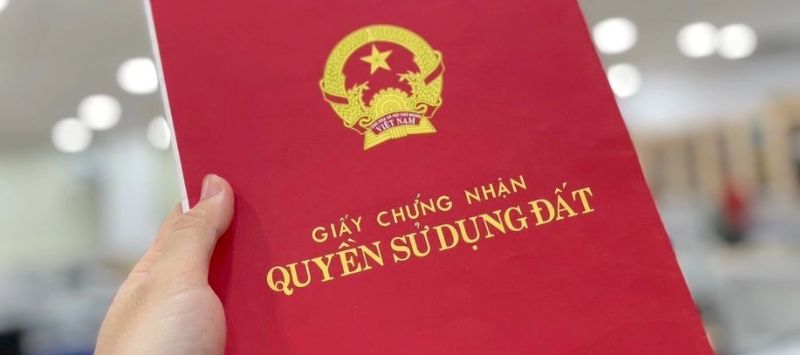 VIỆT NAM
GIẤY CHỨNG NHẬN
QUYỀN SỬ DỤNG ĐẤT